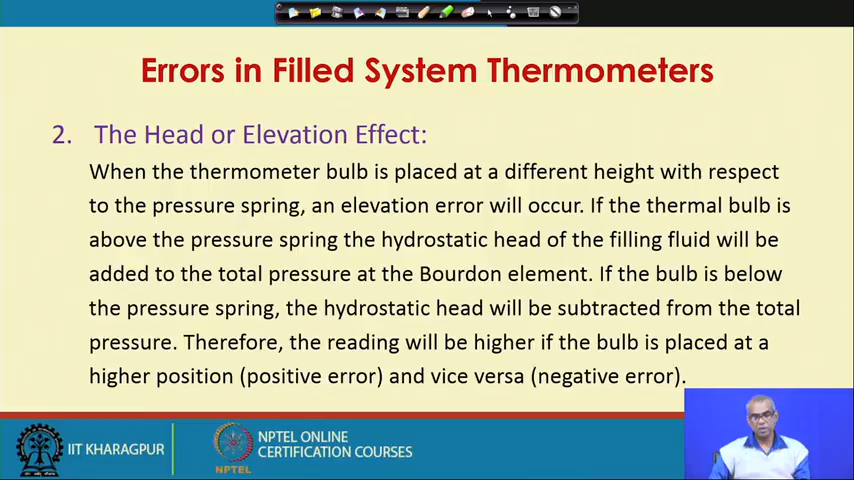 Errors in Filled System Thermometers
2. The Head or Elevation Effect:
When the thermometer bulb is placed at a different height with respect
to the pressure spring, an elevation error will occur. If the thermal bulb is
above the pressure spring the hydrostatic head of the filling fluid will be
added to the total pressure at the Bourdon element. If the bulb is below
the pressure spring, the hydrostatic head will be subtracted from the total
pressure. Therefore, the reading will be higher if the bulb is placed at a
higher position (positive error) and vice versa (negative error).
IIT KHARAGPUR
NPTEL
NPTEL ONLINE
CERTIFICATION COURSES